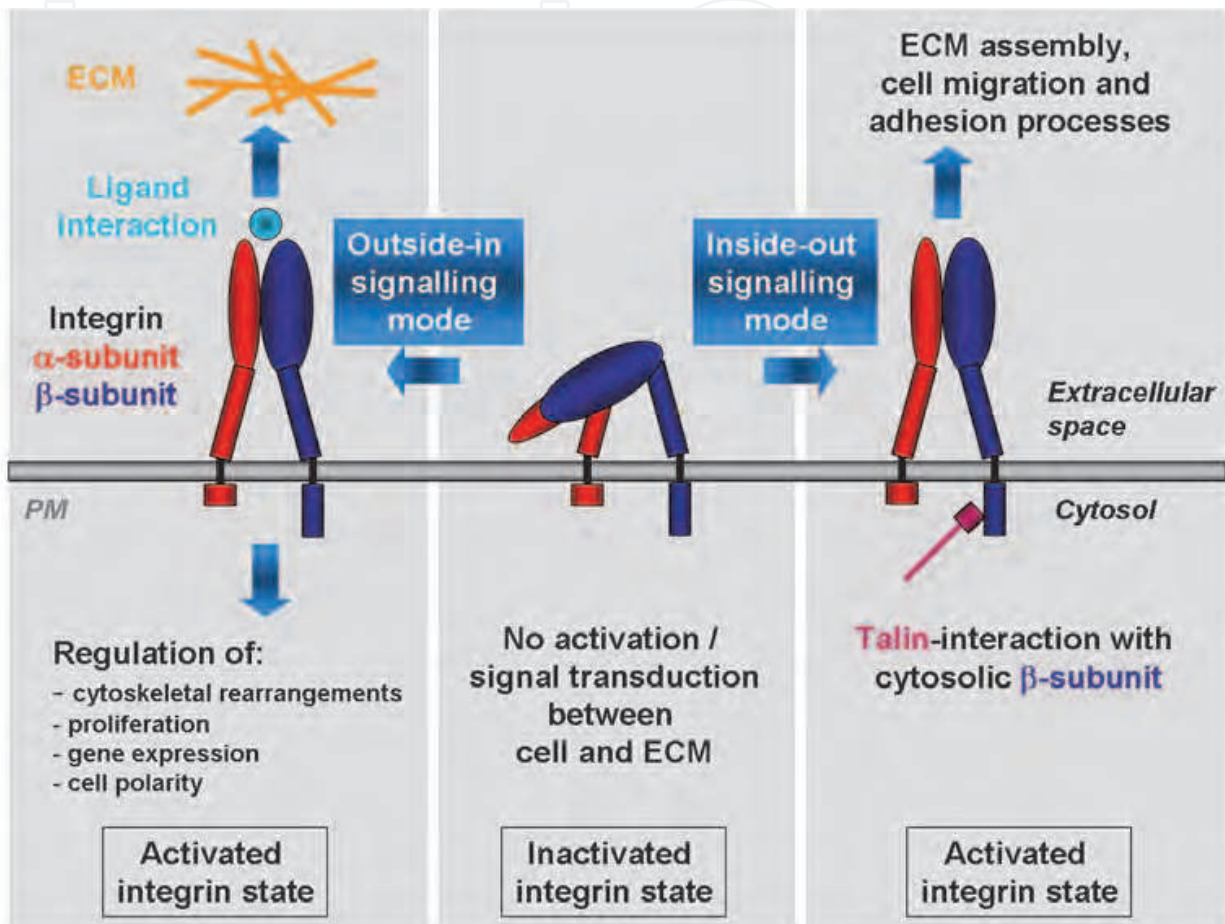 ECM
Ligand
interaction
Integrin
α-subunit
β-subunit
PM
Regulation of:
- cytoskeletal rearrangements
- proliferation
- gene expression
- cell polarity
Activated
integrin state
Outside-in
signalling
mode
Inside-out
signalling
mode
No activation /
signal transduction
between
cell and ECM
Inactivated
integrin state
ECM assembly,
cell migration and
adhesion processes
Extracellular
space
Cytosol
Talin-interaction with
cytosolic β-subunit
Activated
integrin state